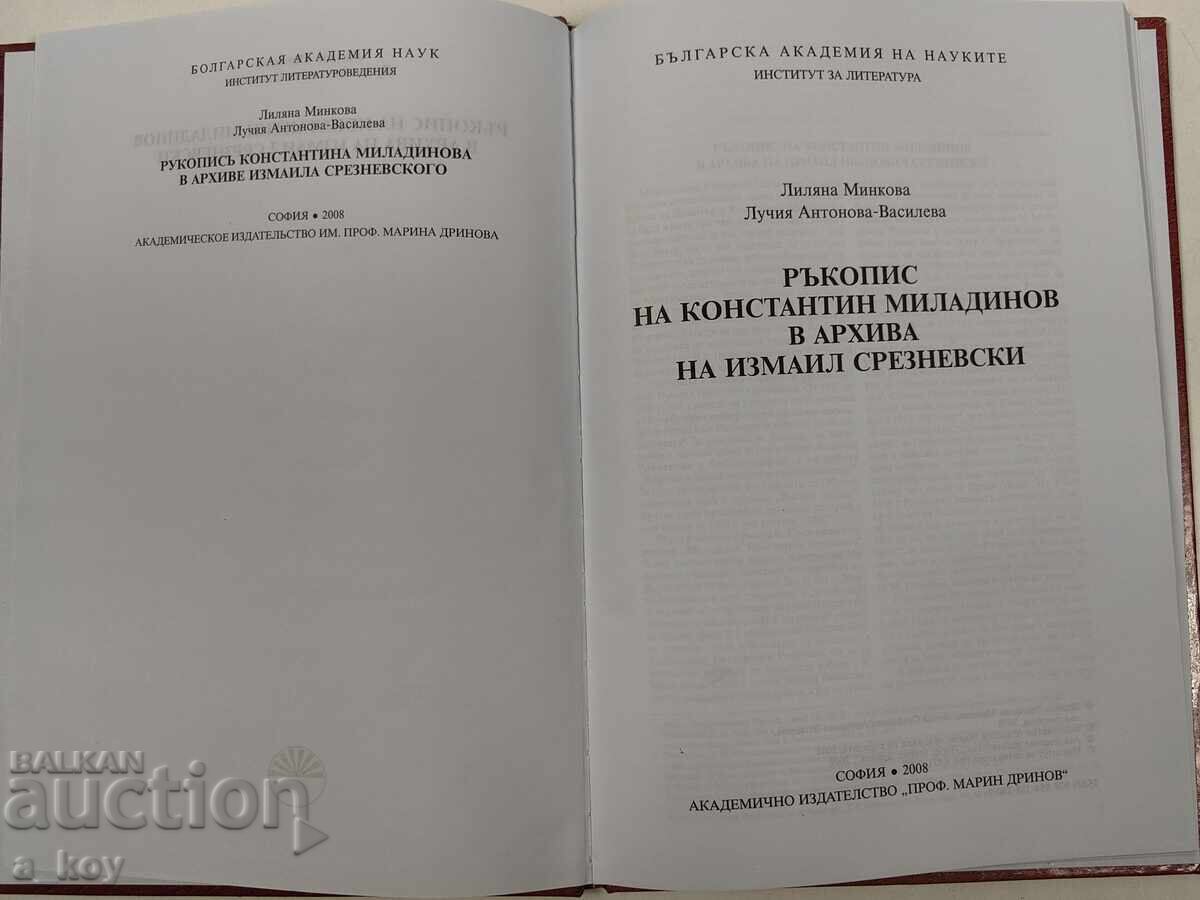 БОЛГАРСКАЯ АКАДЕМИЯ НАУК
ИНСТИТУТ ЛИТЕРАТУРОВЕДЕНИЯ
Лиляна Минкова
Лучия Антонова-Василева
РУКОПИСЬ КОНСТАНТИНА МИЛАДИНОВА
В АРХИВЕ ИЗМАИЛА СРЕЗНЕВСКОГО
СОФИЯ • 2008
АКАДЕМИЧЕСКОЕ ИЗДАТЕЛЬСТВО ИМ. ПРОФ. МАРИНА ДРИНОВА
БЪЛГАРСКА АКАДЕМИЯ НА НАУКИТЕ
ИНСТИТУТ ЗА ЛИТЕРАТУРА
Лиляна Минкова
Лучия Антонова-Василева
РЪКОПИС
НА КОНСТАНТИН МИЛАДИНОВ
В АРХИВА
НА ИЗМАИЛ СРЕЗНЕВСКИ
СОФИЯ • 2008
АКАДЕМИЧНО ИЗДАТЕЛСТВО „ПРОФ. МАРИН ДРИНОВ“
BALKAN
auction
a_koy